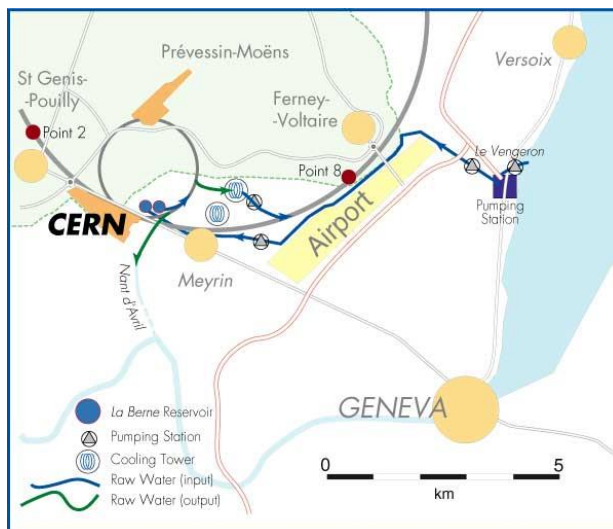 Prévessin-Moëns
Versoix
St Genis-
-Pouilly
Point 2
Ferney-
Voltaire
Le Vengeron
Point 8
Pumping
Station
CERN
Airport
Meyrin
Nant d'Avril
GENEVA
La Berne Reservoir
Pumping Station
Cooling Tower
Raw Water (input)
Raw Water (output)
0 5
km